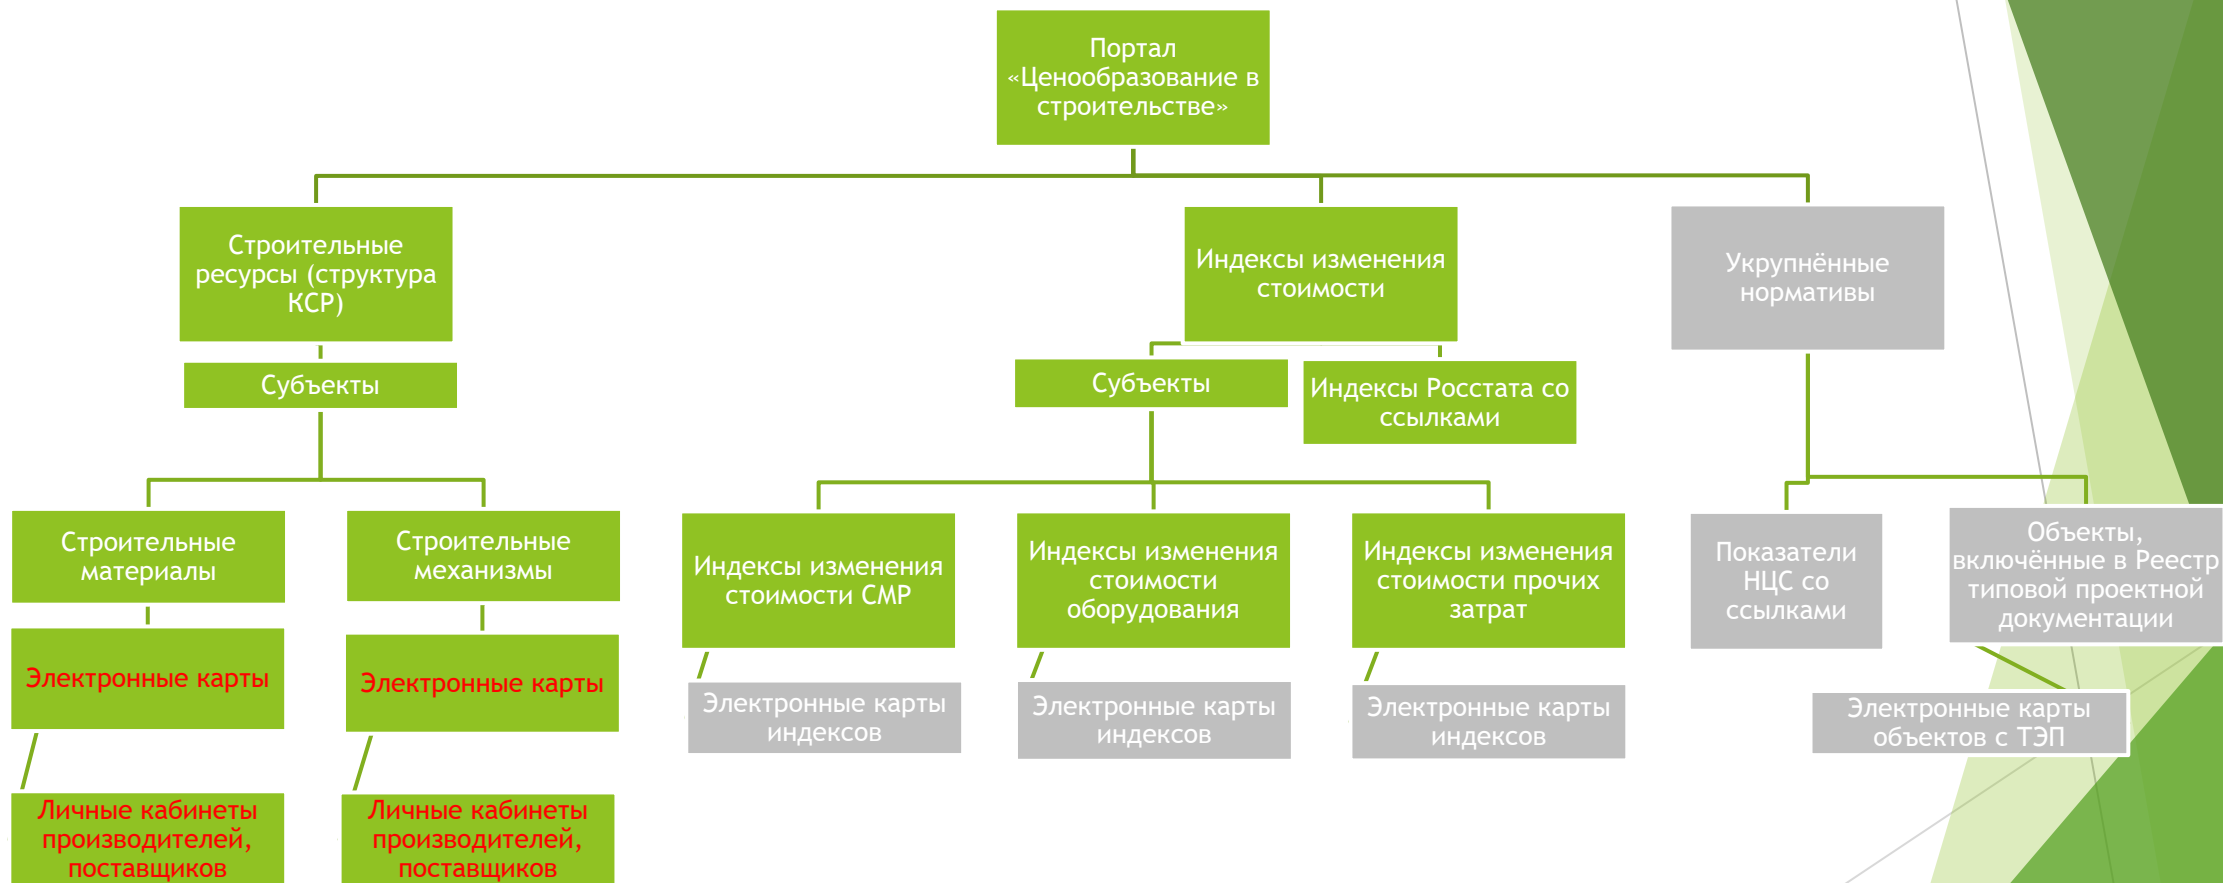 Портал
«Ценообразование в
строительстве»
Строительные
ресурсы (структура
КСР)
Индексы изменения
стоимости
Укрупнённые
нормативы
Субъекты
Субъекты
Индексы Росстата со
ссылками
Строительные
материалы
Строительные
механизмы
Индексы изменения
стоимости СМР
Индексы изменения
стоимости
оборудования
Индексы изменения
стоимости прочих
затрат
Показатели
НЦС со
ссылками
Объекты,
включённые в Реестр
типовой проектной
документации
Электронные карты
Электронные карты
Электронные карты
индексов
Электронные карты
индексов
Электронные карты
индексов
Электронные карты
объектов с ТЭП
Личные кабинеты
производителей,
поставщиков
Личные кабинеты
производителей,
поставщиков